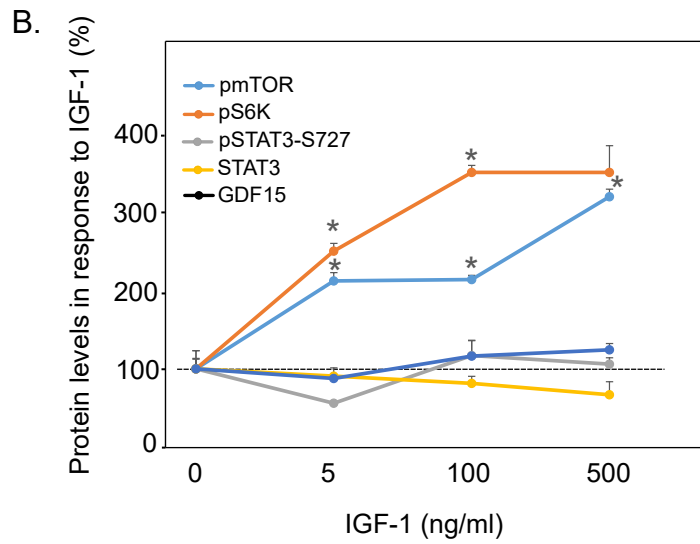 B.
Protein levels in response to IGF-1 (%)
400
300
200
100
0
pmTOR
pS6K
pSTAT3-S727
STAT3
GDF15
*
*
*
*
*
0 5 100 500
IGF-1 (ng/ml)